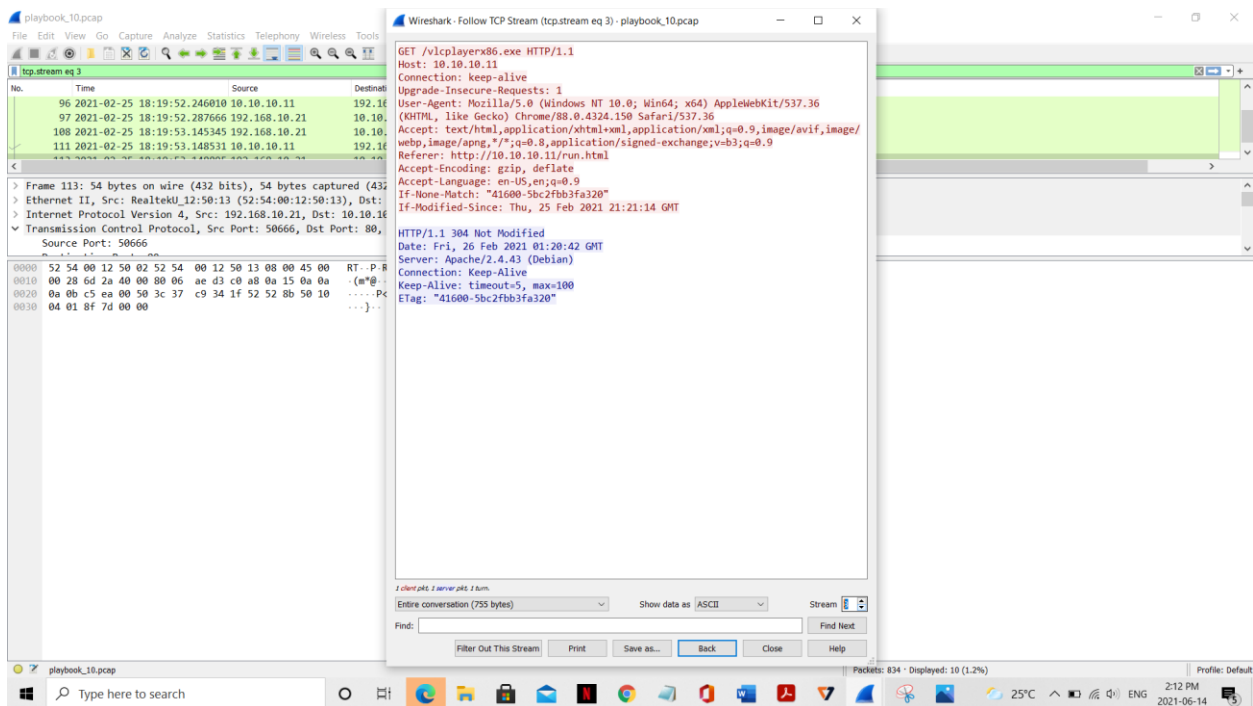 playbook_10.pcap
File Edit View Go Capture Analyze Statistics Telephony Wireless Tools
tcp.stream eq 3
No. Time Source Destinati
96 2021-02-25 18:19:52.246010 10.10.10.11 192.16
97 2021-02-25 18:19:52.287666 192.168.10.21 10.10.
108 2021-02-25 18:19:53.145345 192.168.10.21 10.10.
111 2021-02-25 18:19:53.148531 10.10.10.11 192.16
> Frame 113: 54 bytes on wire (432 bits), 54 bytes captured (432
> Ethernet II, Src: RealtekU_12:50:13 (52:54:00:12:50:13), Dst:
> Internet Protocol Version 4, Src: 192.168.10.21, Dst: 10.10.10
Transmission Control Protocol, Src Port: 50666, Dst Port: 80,
Source Port: 50666
0000 52 54 00 12 50 02 52 54 00 12 50 13 08 00 45 00 RT··P·R
0010 00 28 6d 2a 40 00 80 06 ae d3 c0 a8 0a 15 0a 0a ·(m*@··
0020 0a 0b c5 ea 00 50 3c 37 c9 34 1f 52 52 8b 50 10 ·····P<
0030 04 01 8f 7d 00 00 ···}··
Wireshark · Follow TCP Stream (tcp.stream eq 3) · playbook_10.pcap
GET /vlcplayerx86.exe HTTP/1.1
Host: 10.10.10.11
Connection: keep-alive
Upgrade-Insecure-Requests: 1
User-Agent: Mozilla/5.0 (Windows NT 10.0; Win64; x64) AppleWebKit/537.36
(KHTML, like Gecko) Chrome/88.0.4324.150 Safari/537.36
Accept: text/html,application/xhtml+xml,application/xml;q=0.9,image/avif,image/
webp,image/apng,*/*;q=0.8,application/signed-exchange;v=b3;q=0.9
Referer: http://10.10.10.11/run.html
Accept-Encoding: gzip, deflate
Accept-Language: en-US,en;q=0.9
If-None-Match: "41600-5bc2fbb3fa320"
If-Modified-Since: Thu, 25 Feb 2021 21:21:14 GMT
HTTP/1.1 304 Not Modified
Date: Fri, 26 Feb 2021 01:20:42 GMT
Server: Apache/2.4.43 (Debian)
Connection: Keep-Alive
Keep-Alive: timeout=5, max=100
ETag: "41600-5bc2fbb3fa320"
1 client pkt, 1 server pkt, 1 turn.
Entire conversation (755 bytes) Show data as ASCII Stream 3
Find: Find Next
Filter Out This Stream Print Save as... Back Close Help
playbook_10.pcap Packets: 834 · Displayed: 10 (1.2%) Profile: Default
Type here to search 25°C ENG 2:12 PM
2021-06-14 5